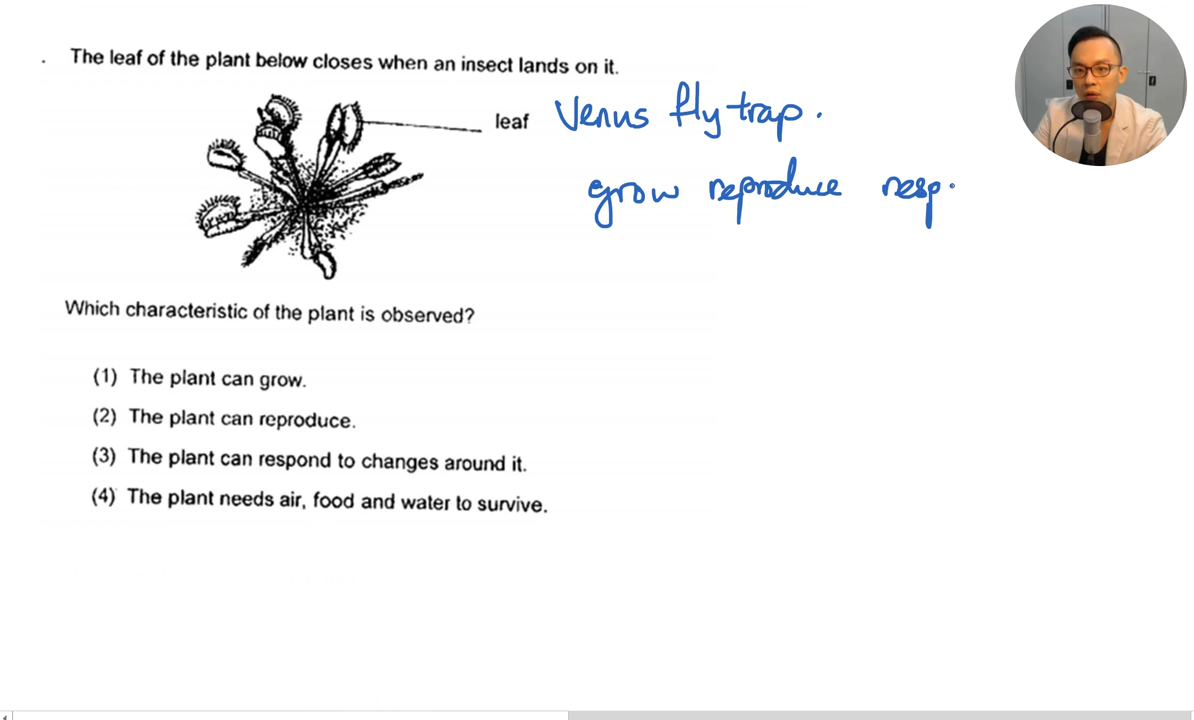 . The leaf of the plant below closes when an insect lands on it.
leaf Venus fly trap.
grow reproduce resp.
Which characteristic of the plant is observed?
(1) The plant can grow.
(2) The plant can reproduce.
(3) The plant can respond to changes around it.
(4) The plant needs air, food and water to survive.